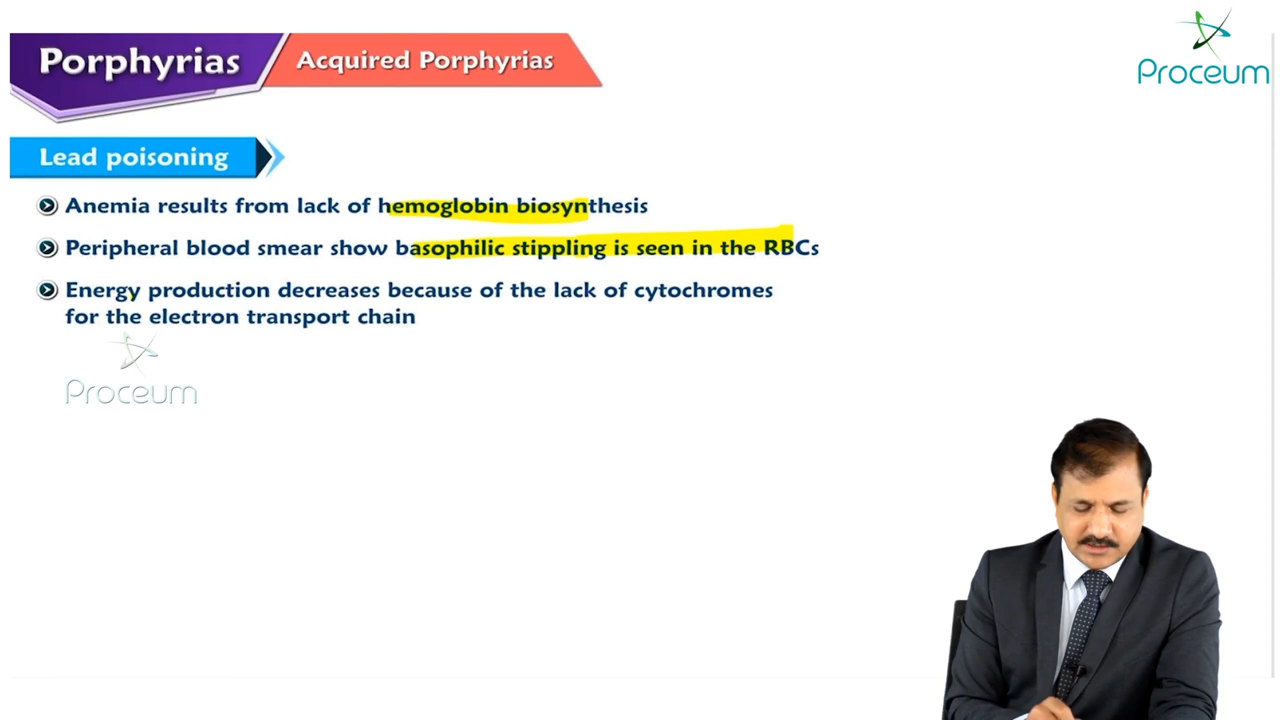 Porphyrias
Acquired Porphyrias
Proceum
Lead poisoning
Anemia results from lack of hemoglobin biosynthesis
Peripheral blood smear show basophilic stippling is seen in the RBCs
Energy production decreases because of the lack of cytochromes
for the electron transport chain
Proceum